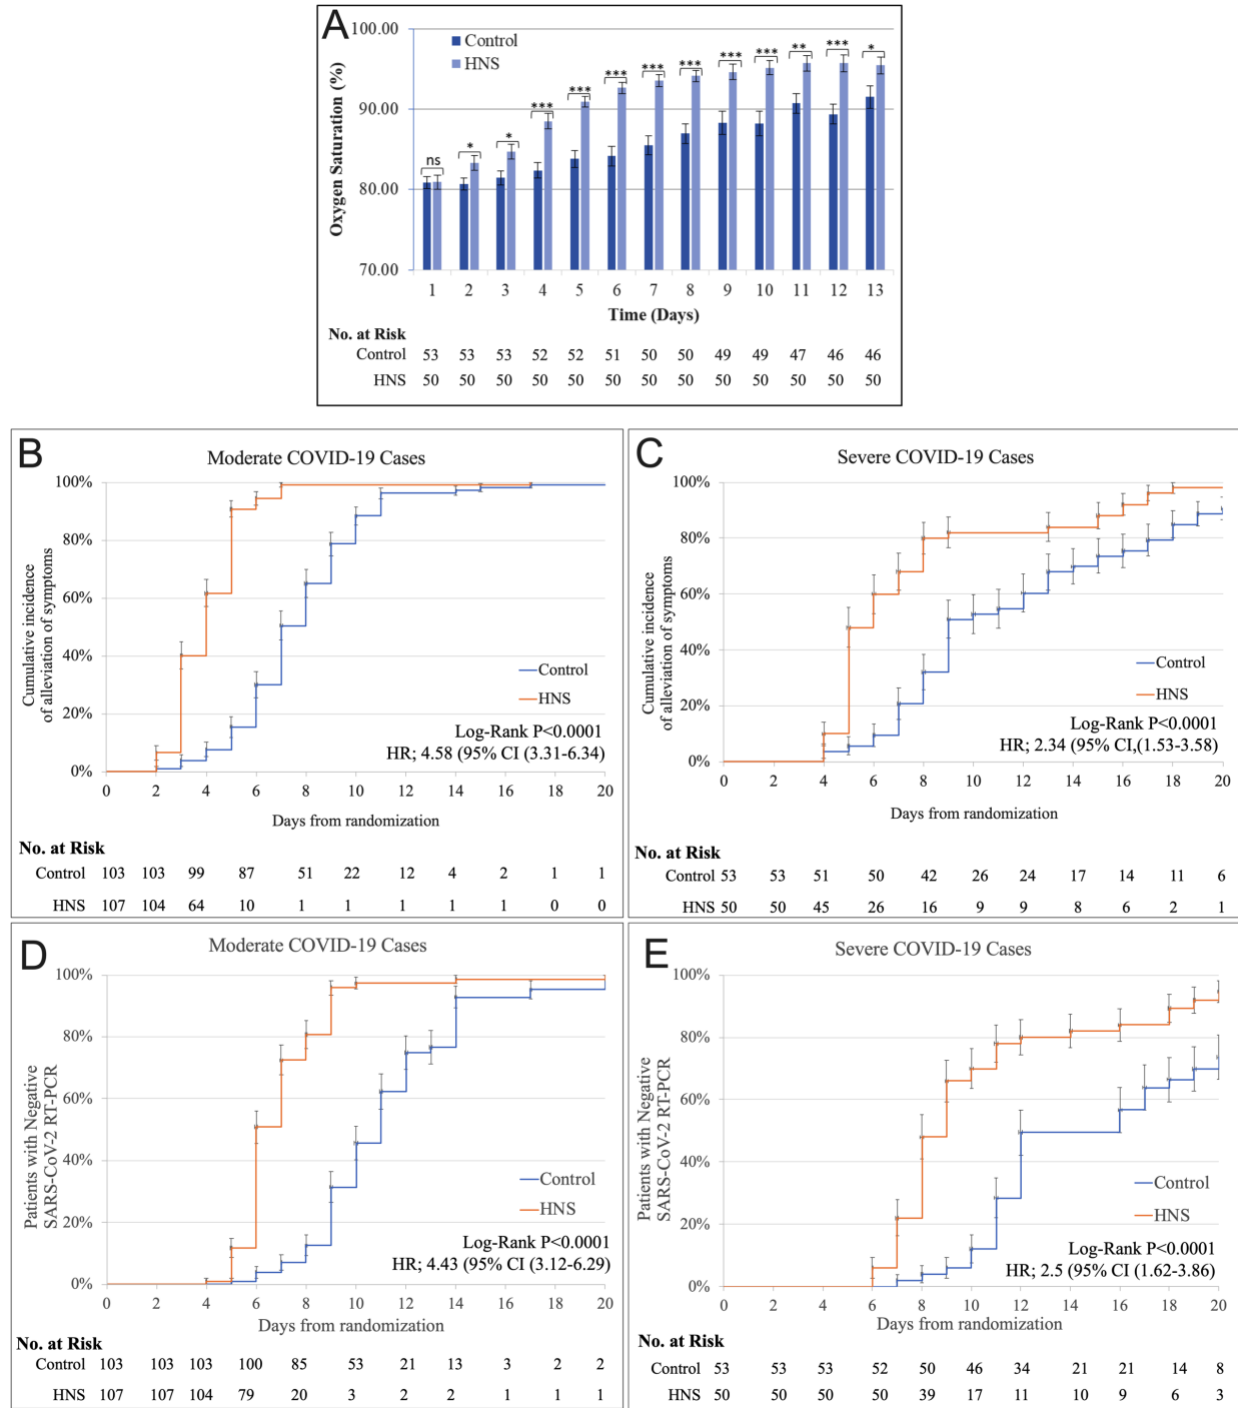 A
100.00
90.00
80.00
70.00
Oxygen Saturation (%)
Control
HNS
ns * * *** *** *** *** *** *** *** ** *** *
1 2 3 4 5 6 7 8 9 10 11 12 13
Time (Days)
No. at Risk
Control 53 53 53 52 52 51 50 50 49 49 47 46 46
HNS 50 50 50 50 50 50 50 50 50 50 50 50 50
B
Moderate COVID-19 Cases
100%
80%
60%
40%
20%
0%
Cumulative incidence
of alleviation of symptoms
Control
HNS
Log-Rank P<0.0001
HR; 4.58 (95% CI (3.31-6.34)
0 2 4 6 8 10 12 14 16 18 20
Days from randomization
No. at Risk
Control 103 103 99 87 51 22 12 4 2 1 1
HNS 107 104 64 10 1 1 1 1 1 0 0
C
Severe COVID-19 Cases
100%
80%
60%
40%
20%
0%
Cumulative incidence
of alleviation of symptoms
Control
HNS
Log-Rank P<0.0001
HR; 2.34 (95% CI,(1.53-3.58)
0 2 4 6 8 10 12 14 16 18 20
Days from randomization
No. at Risk
Control 53 53 51 50 42 26 24 17 14 11 6
HNS 50 50 45 26 16 9 9 8 6 2 1
D
Moderate COVID-19 Cases
100%
80%
60%
40%
20%
0%
Patients with Negative
SARS-CoV-2 RT-PCR
Control
HNS
Log-Rank P<0.0001
HR; 4.43 (95% CI (3.12-6.29)
0 2 4 6 8 10 12 14 16 18 20
Days from randomization
No. at Risk
Control 103 103 103 100 85 53 21 13 3 2 2
HNS 107 107 104 79 20 3 2 2 1 1 1
E
Severe COVID-19 Cases
100%
80%
60%
40%
20%
0%
Patients with Negative
SARS-CoV-2 RT-PCR
Control
HNS
Log-Rank P<0.0001
HR; 2.5 (95% CI (1.62-3.86)
0 2 4 6 8 10 12 14 16 18 20
Days from randomization
No. at Risk
Control 53 53 53 52 50 46 34 21 21 14 8
HNS 50 50 50 50 39 17 11 10 9 6 3